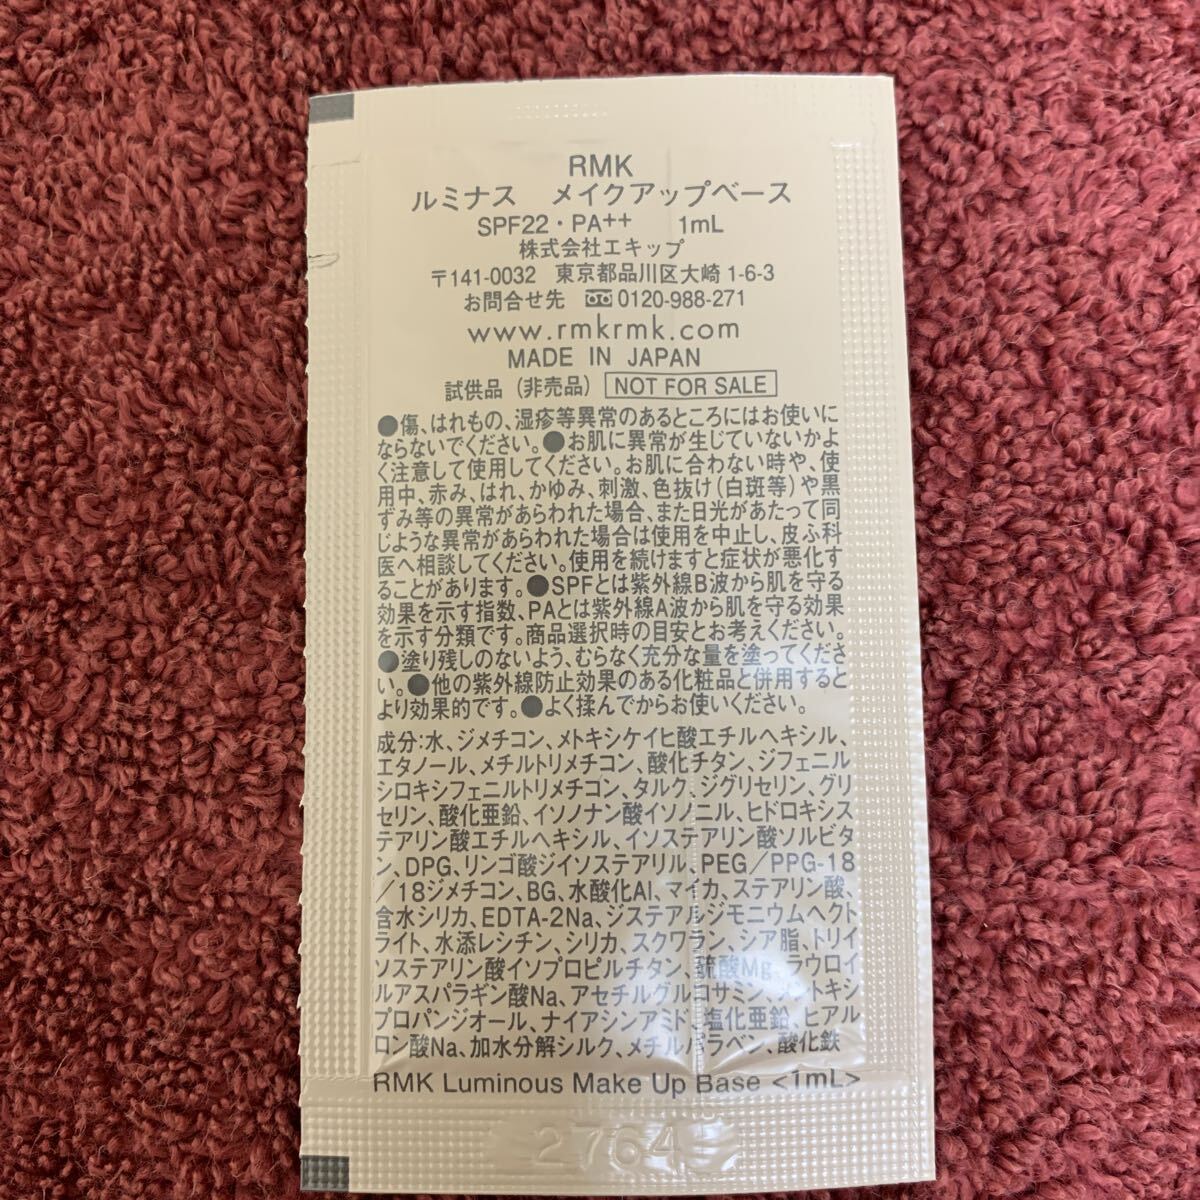 RMK
ルミナス メイクアップベース
SPF22・PA++ 1mL
株式会社エキップ
〒141-0032 東京都品川区大崎1-6-3
お問合せ先 0120-988-271
www.rmkrmk.com
MADE IN JAPAN
試供品(非売品) NOT FOR SALE
●傷、はれもの、湿疹等異常のあるところにはお使いに
ならないでください。●お肌に異常が生じていないかよ
く注意して使用してください。お肌に合わない時や、使
用中、赤み、はれ、かゆみ、刺激、色抜け(白斑等)や黒
ずみ等の異常があらわれた場合、また日光があたって同
じような異常があらわれた場合は使用を中止し、皮ふ科
医へ相談してください。使用を続けますと症状が悪化す
ることがあります。●SPFとは紫外線B波から肌を守る
効果を示す指数、PAとは紫外線A波から肌を守る効果
を示す分類です。商品選択時の目安とお考えください。
●塗り残しのないよう、むらなく充分な量を塗ってくださ
い。●他の紫外線防止効果のある化粧品と併用すると
より効果的です。●よく揉んでからお使いください。
成分:水、ジメチコン、メトキシケイヒ酸エチルヘキシル、
エタノール、メチルトリメチコン、酸化チタン、ジフェニル
シロキシフェニルトリメチコン、タルク、ジグリセリン、グリ
セリン、酸化亜鉛、イソノナン酸イソノニル、ヒドロキシス
テアリン酸エチルヘキシル、イソステアリン酸ソルビタ
ン、DPG、リンゴ酸ジイソステアリル、PEG/PPG-18
/18ジメチコン、BG、水酸化Al、マイカ、ステアリン酸、
含水シリカ、EDTA-2Na、ジステアルジモニウムヘクト
ライト、水添レシチン、シリカ、スクワラン、シア脂、トリイ
ソステアリン酸イソプロピルチタン、硫酸Mg、ラウロイ
ルアスパラギン酸Na、アセチルグルコサミン、メントキシ
プロパンジオール、ナイアシンアミド、塩化亜鉛、ヒアル
ロン酸Na、加水分解シルク、メチルパラベン、酸化鉄
RMK Luminous Make Up Base <1mL>
2764